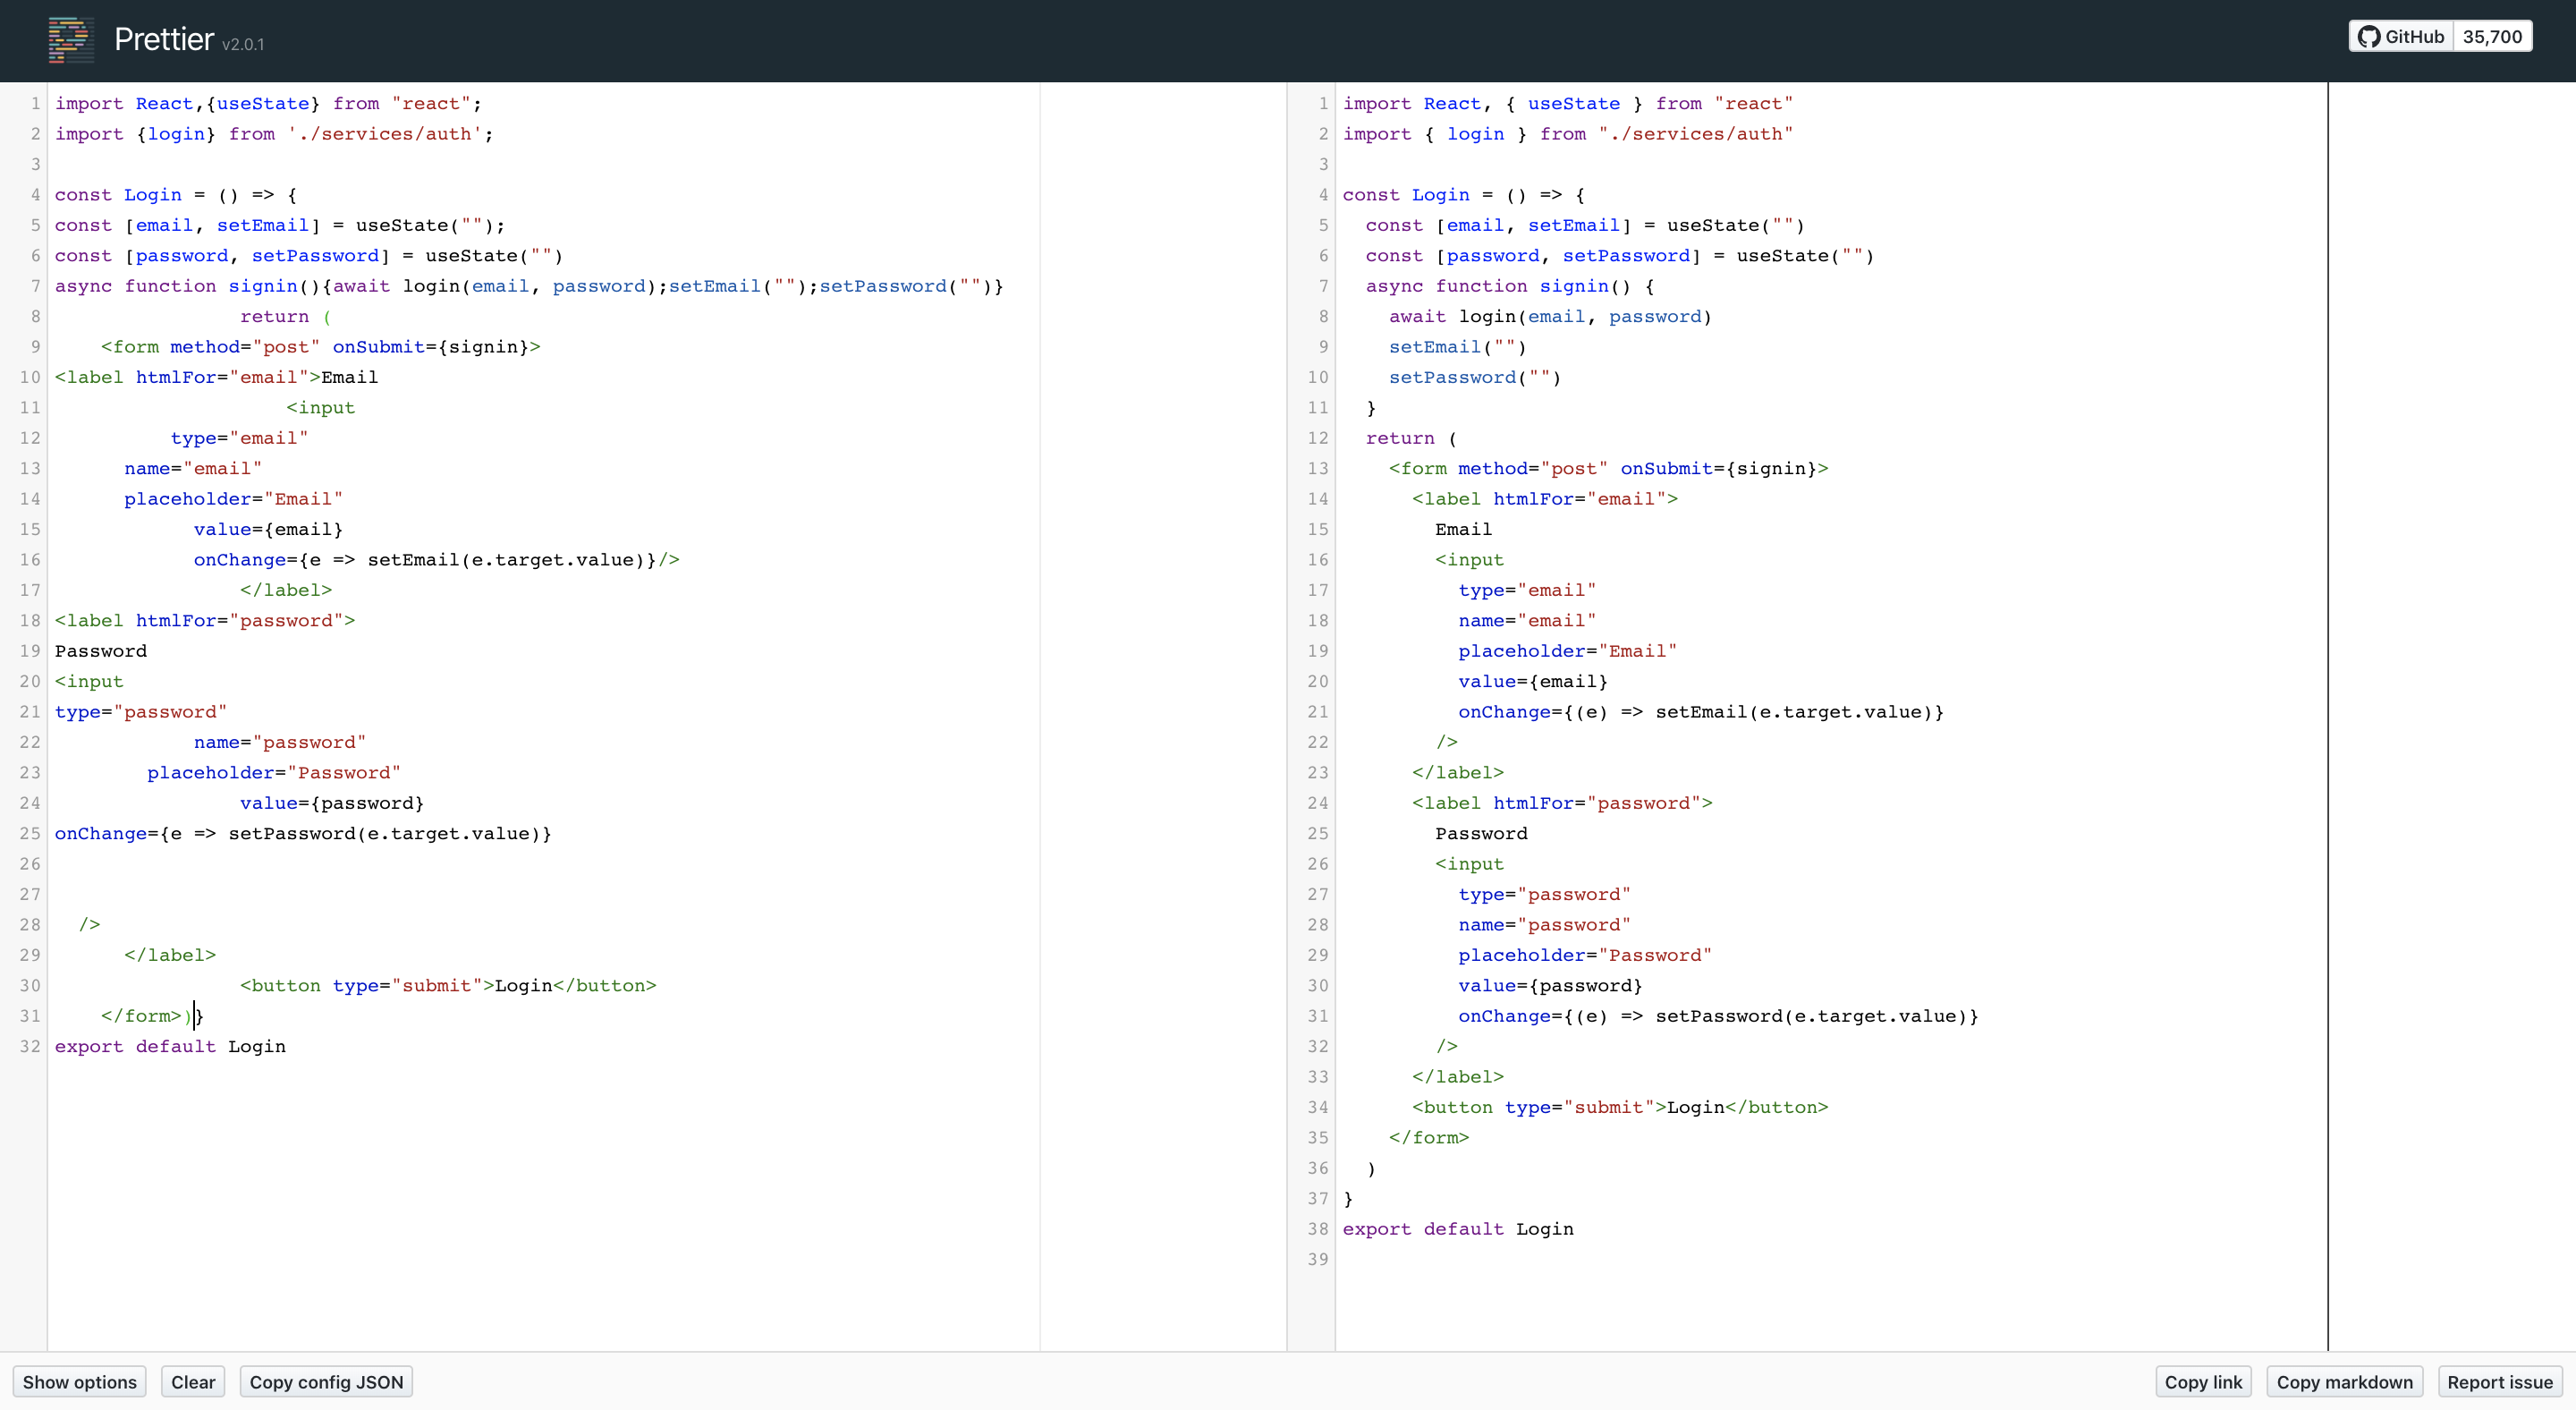 Prettier v2.0.1
GitHub 35,700
1 import React,{useState} from "react";
2 import {login} from './services/auth';
3
4 const Login = () => {
5 const [email, setEmail] = useState("");
6 const [password, setPassword] = useState("")
7 async function signin(){await login(email, password);setEmail("");setPassword("")}
8                 return (
9     <form method="post" onSubmit={signin}>
10 <label htmlFor="email">Email
11                     <input
12           type="email"
13       name="email"
14       placeholder="Email"
15             value={email}
16             onChange={e => setEmail(e.target.value)}/>
17                 </label>
18 <label htmlFor="password">
19 Password
20 <input
21 type="password"
22             name="password"
23         placeholder="Password"
24                 value={password}
25 onChange={e => setPassword(e.target.value)}
26
27
28   />
29       </label>
30                 <button type="submit">Login</button>
31     </form>)}
32 export default Login
1 import React, { useState } from "react"
2 import { login } from "./services/auth"
3
4 const Login = () => {
5   const [email, setEmail] = useState("")
6   const [password, setPassword] = useState("")
7   async function signin() {
8     await login(email, password)
9     setEmail("")
10     setPassword("")
11   }
12   return (
13     <form method="post" onSubmit={signin}>
14       <label htmlFor="email">
15         Email
16         <input
17           type="email"
18           name="email"
19           placeholder="Email"
20           value={email}
21           onChange={(e) => setEmail(e.target.value)}
22         />
23       </label>
24       <label htmlFor="password">
25         Password
26         <input
27           type="password"
28           name="password"
29           placeholder="Password"
30           value={password}
31           onChange={(e) => setPassword(e.target.value)}
32         />
33       </label>
34       <button type="submit">Login</button>
35     </form>
36   )
37 }
38 export default Login
39
Show options Clear Copy config JSON Copy link Copy markdown Report issue